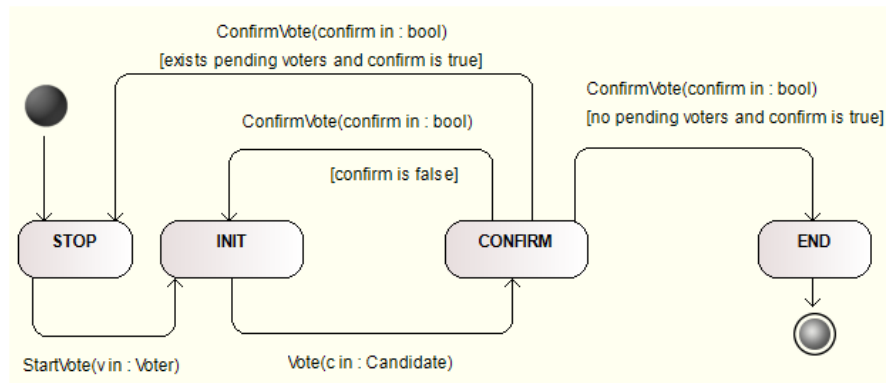 ConfirmVote(confirm in : bool)
[exists pending voters and confirm is true]
ConfirmVote(confirm in : bool)
[no pending voters and confirm is true]
ConfirmVote(confirm in : bool)
[confirm is false]
STOP
INIT
CONFIRM
END
StartVote(v in : Voter)
Vote(c in : Candidate)